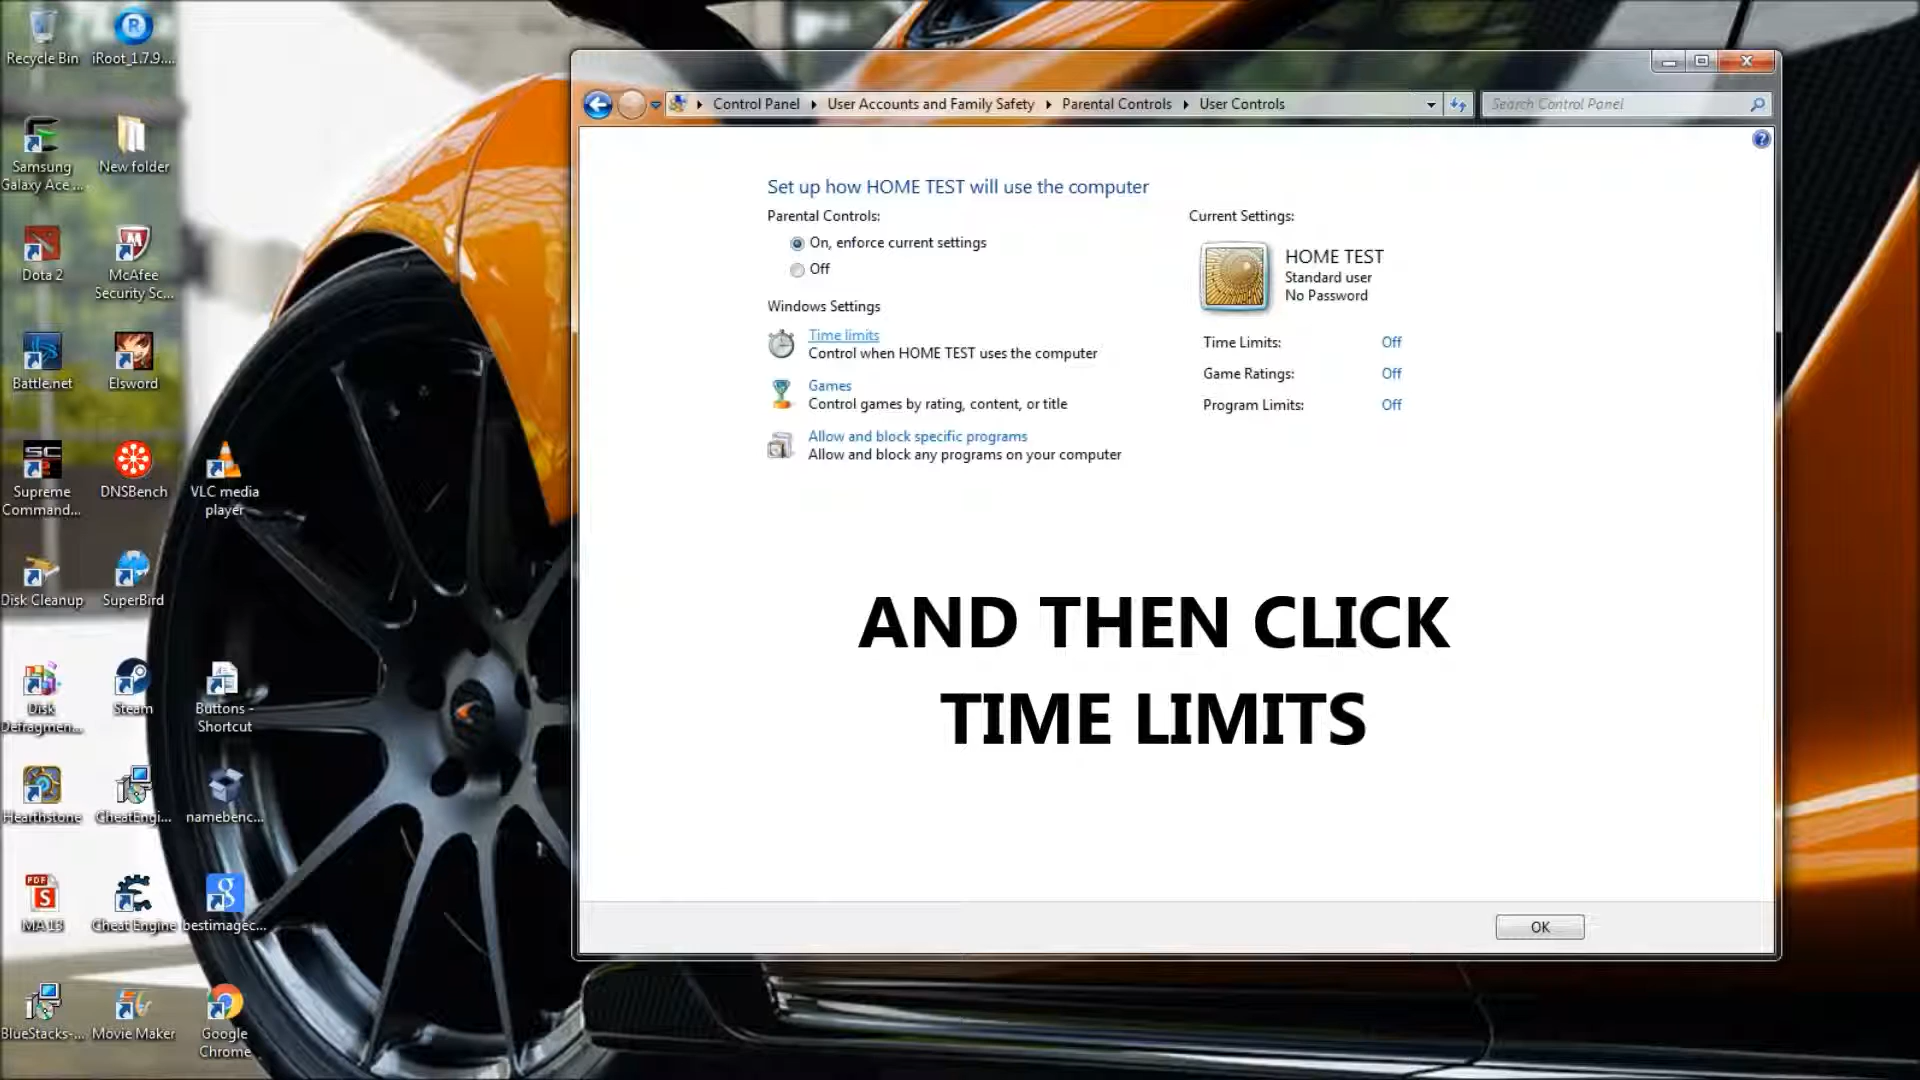 Recycle Bin
iRoot_1.7.9....
Samsung
Galaxy Ace ...
New folder
Dota 2
McAfee
Security Sc...
Battle.net
Elsword
Supreme
Command...
DNSBench
VLC media
player
Disk Cleanup
SuperBird
Disk
Defragmen...
Steam
Buttons -
Shortcut
Hearthstone
CheatEngi...
namebenc...
MA13
Cheat Engine
bestimagec...
BlueStacks-...
Movie Maker
Google
Chrome
Control Panel
User Accounts and Family Safety
Parental Controls
User Controls
Search Control Panel
Set up how HOME TEST will use the computer
Parental Controls:
On, enforce current settings
Off
Windows Settings
Time limits
Control when HOME TEST uses the computer
Games
Control games by rating, content, or title
Allow and block specific programs
Allow and block any programs on your computer
Current Settings:
HOME TEST
Standard user
No Password
Time Limits: Off
Game Ratings: Off
Program Limits: Off
AND THEN CLICK
TIME LIMITS
OK